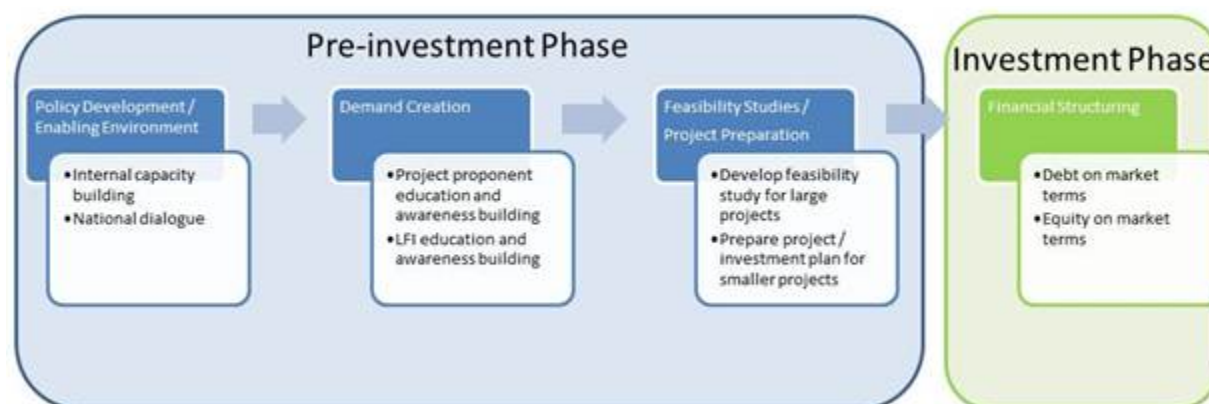 Pre-investment Phase
Investment Phase
Policy Development /
Enabling Environment
•Internal capacity
building
•National dialogue
Demand Creation
•Project proponent
education and
awareness building
•LFI education and
awareness building
Feasibility Studies /
Project Preparation
•Develop feasibility
study for large
projects
•Prepare project /
investment plan for
smaller projects
Financial Structuring
•Debt on market
terms
•Equity on market
terms